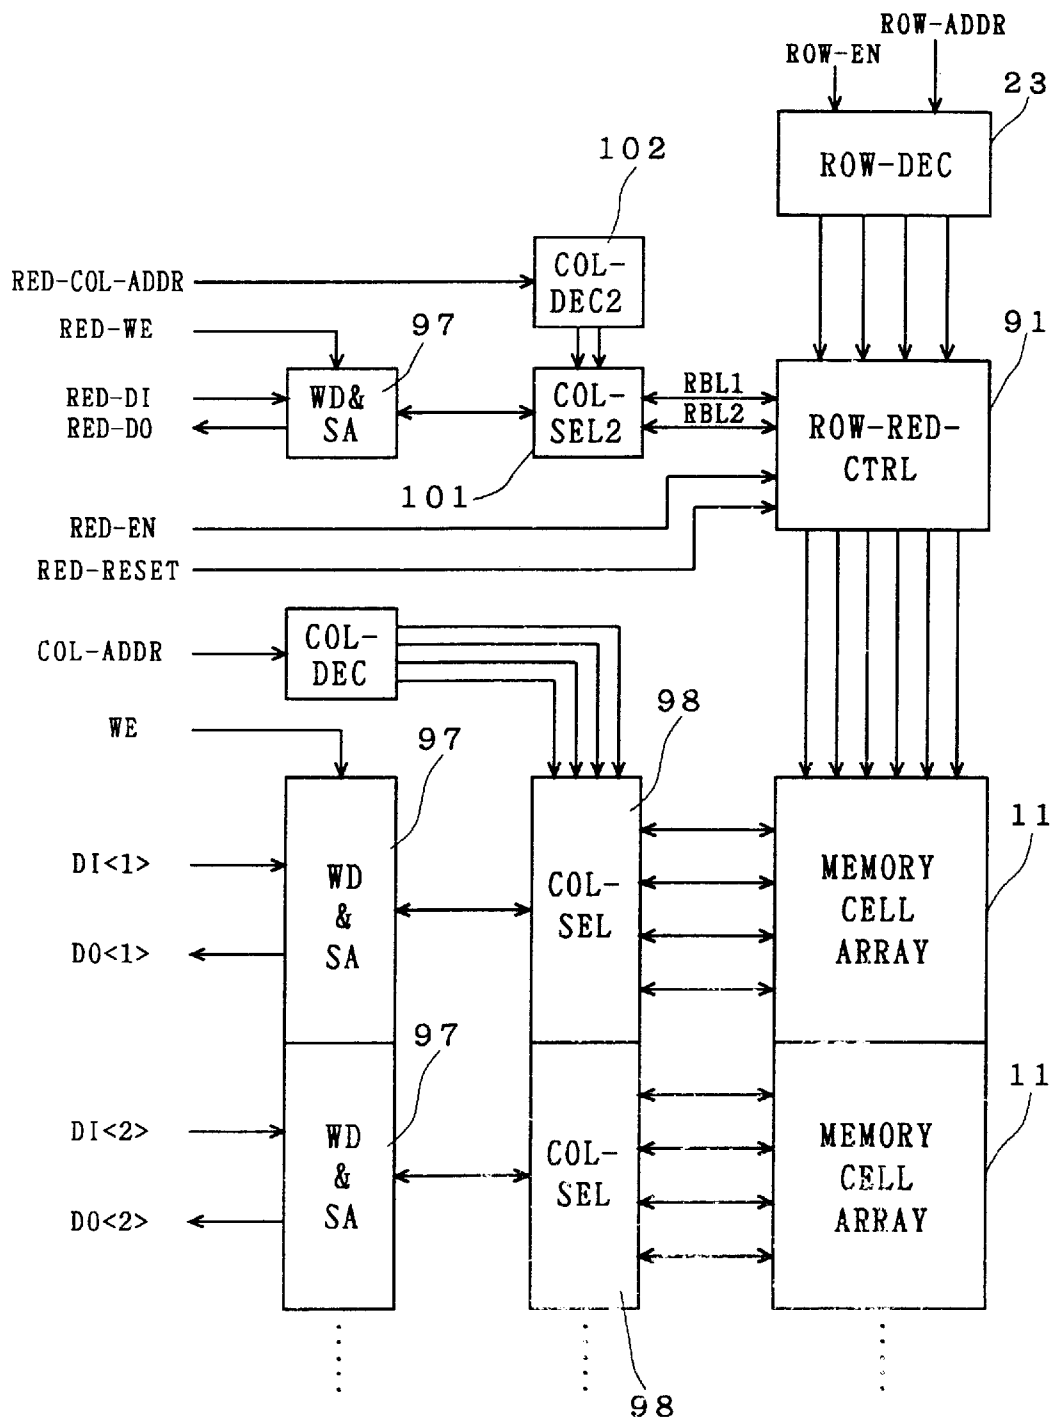 ROW-ADDR
ROW-EN
23
ROW-DEC
102
COL-
DEC2
RED-COL-ADDR
RED-WE
97
91
RED-DI
RED-DO
WD&
SA
COL-
SEL2
RBL1
RBL2
ROW-RED-
CTRL
101
RED-EN
RED-RESET
COL-ADDR
COL-
DEC
WE
97
98
11
DI<1>
DO<1>
WD
&
SA
COL-
SEL
MEMORY
CELL
ARRAY
97
11
DI<2>
DO<2>
WD
&
SA
COL-
SEL
MEMORY
CELL
ARRAY
98